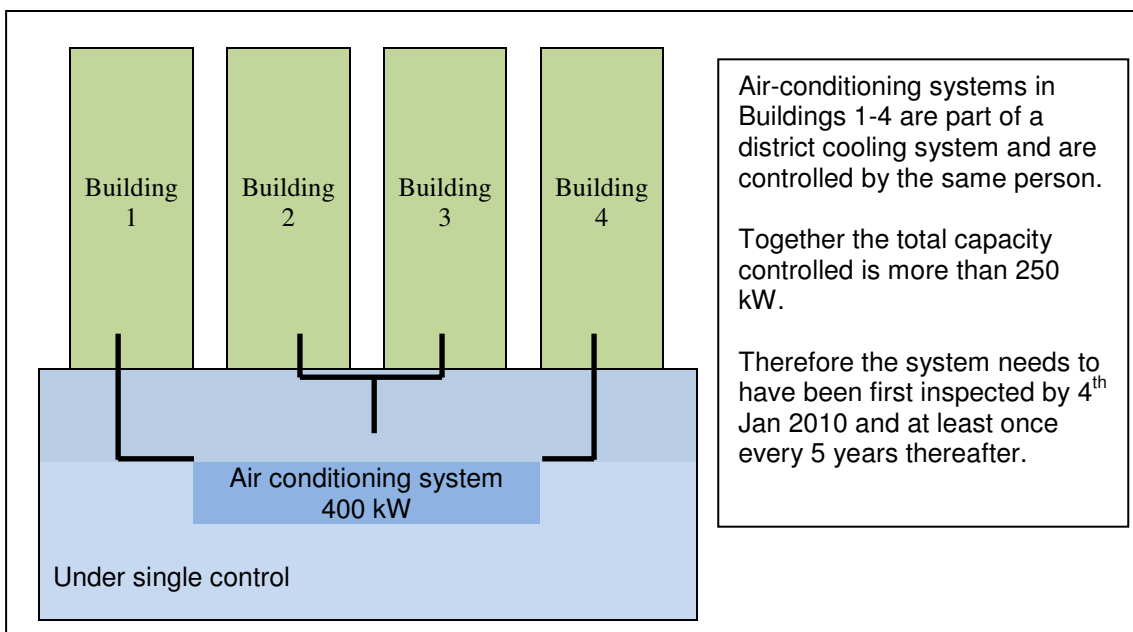 Building
1
Building
2
Building
3
Building
4
Air conditioning system
400 kW
Under single control
Air-conditioning systems in
Buildings 1-4 are part of a
district cooling system and are
controlled by the same person.
Together the total capacity
controlled is more than 250
kW.
Therefore the system needs to
have been first inspected by 4th
Jan 2010 and at least once
every 5 years thereafter.